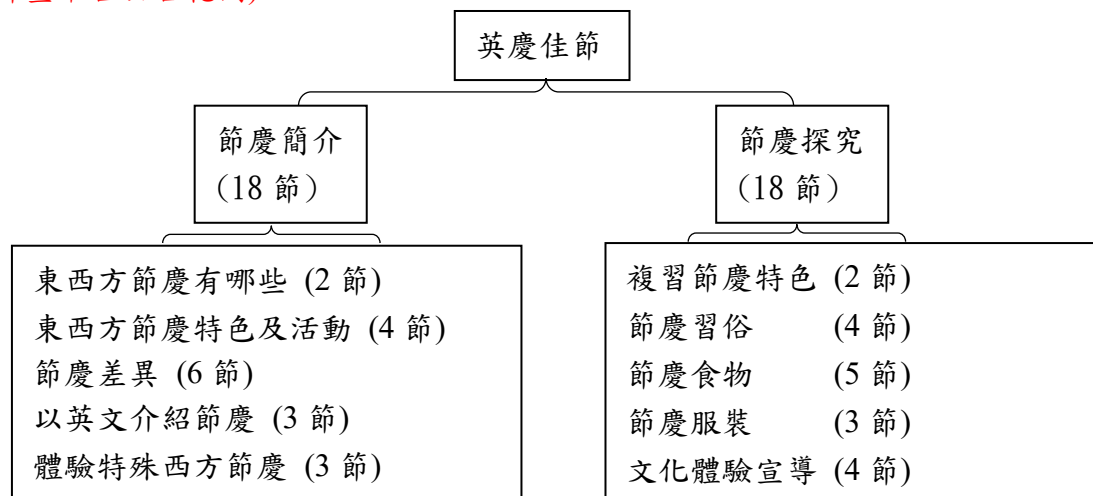 英慶佳節
節慶簡介
（18 節）
節慶探究
（18 節）
東西方節慶有哪些 (2 節)
東西方節慶特色及活動 (4 節)
節慶差異 (6 節)
以英文介紹節慶 (3 節)
體驗特殊西方節慶 (3 節)
複習節慶特色 (2 節)
節慶習俗 (4 節)
節慶食物 (5 節)
節慶服裝 (3 節)
文化體驗宣導 (4 節)